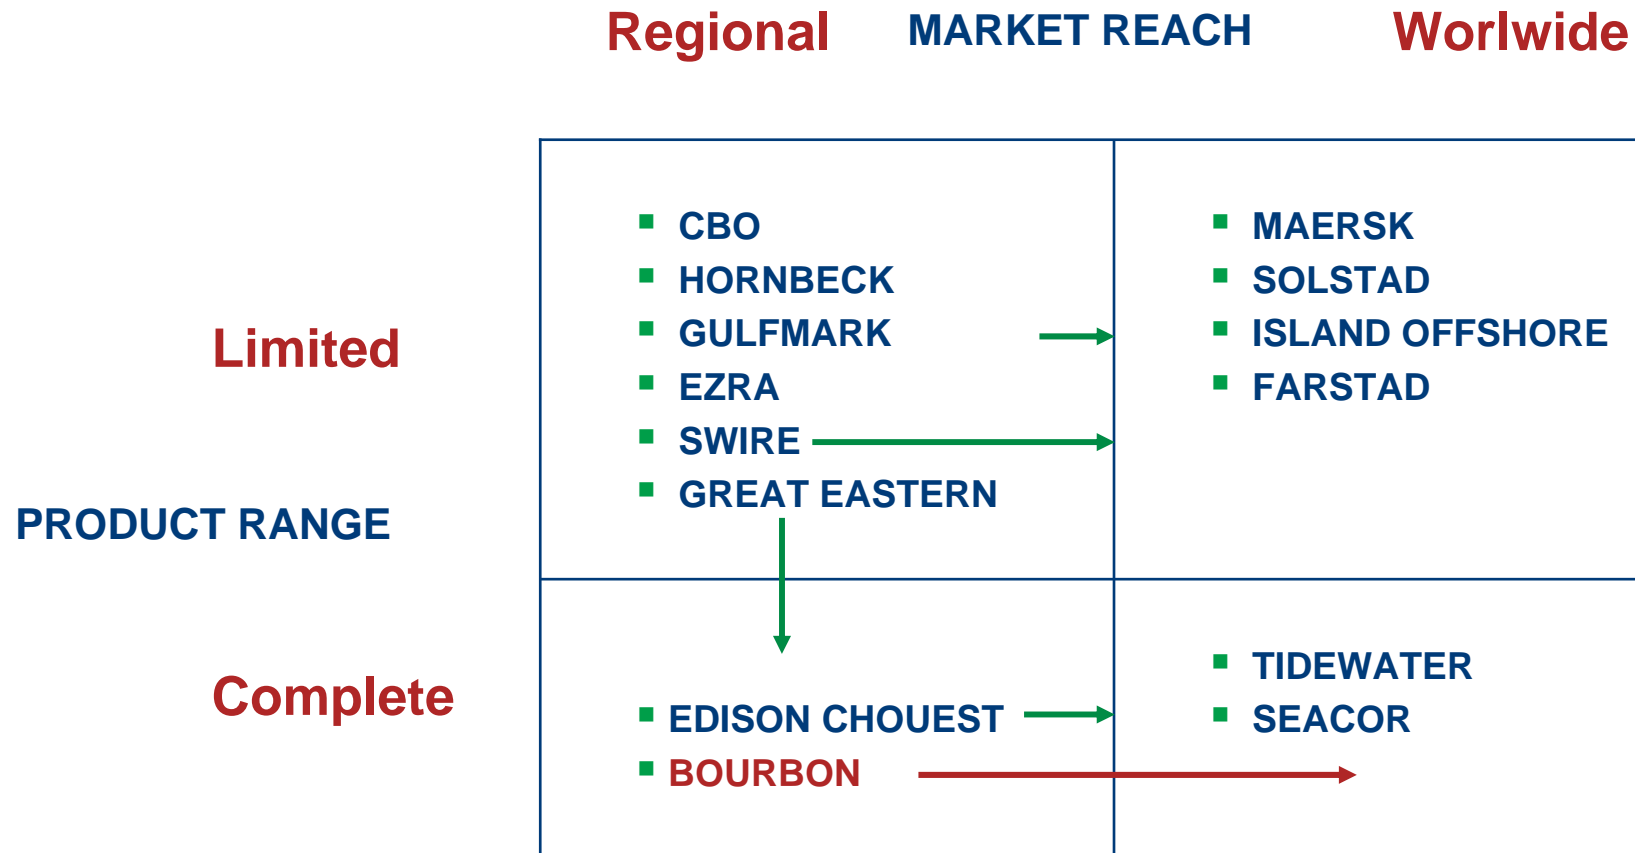 Regional MARKET REACH Worlwide
Limited
PRODUCT RANGE
Complete
CBO
HORNBECK
GULFMARK
EZRA
SWIRE
GREAT EASTERN
MAERSK
SOLSTAD
ISLAND OFFSHORE
FARSTAD
EDISON CHOUEST
BOURBON
TIDEWATER
SEACOR